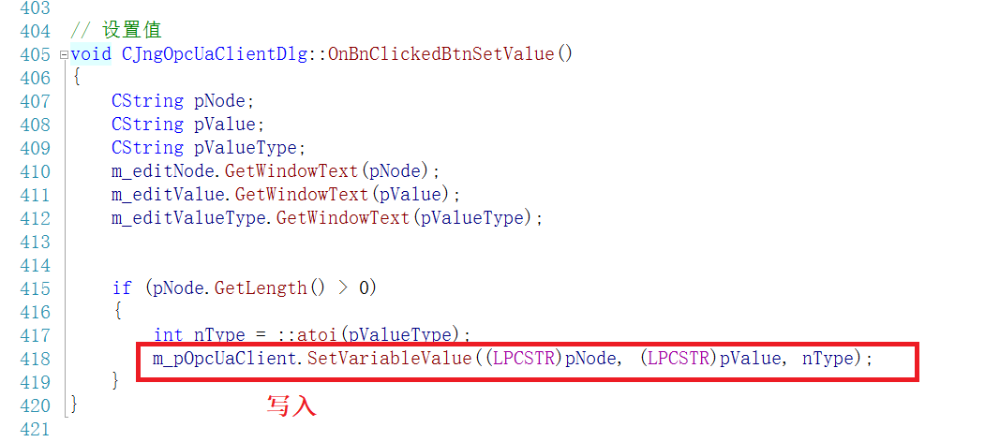 403
404 // 设置值
405 void CJngOpcUaClientDlg::OnBnClickedBtnSetValue()
406 {
407 CString pNode;
408 CString pValue;
409 CString pValueType;
410 m_editNode.GetWindowText(pNode);
411 m_editValue.GetWindowText(pValue);
412 m_editValueType.GetWindowText(pValueType);
413
414
415 if (pNode.GetLength() > 0)
416 {
417 int nType = ::atoi(pValueType);
418 m_pOpcUaClient.SetVariableValue((LPCSTR)pNode, (LPCSTR)pValue, nType);
419 }
420 }
写入
421